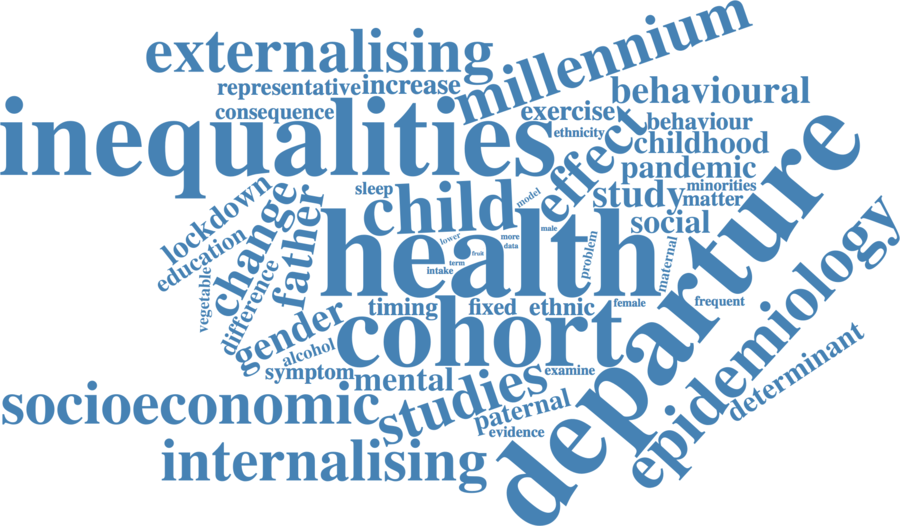 externalising
millennium
representative
increase
behavioural
consequence
exercise
inequalities
ethnicity
effect
behaviour
childhood
pandemic
departure
lockdown
change
father
sleep
child
model
study
minorities
matter
social
education
health
male
lower
more
data
fruit
term
intake
problem
maternal
epidemiology
vegetable
difference
timing
fixed
ethnic
female
frequent
gender
cohort
alcohol
symptom
mental
examine
determinant
socioeconomic
studies
paternal
evidence
internalising